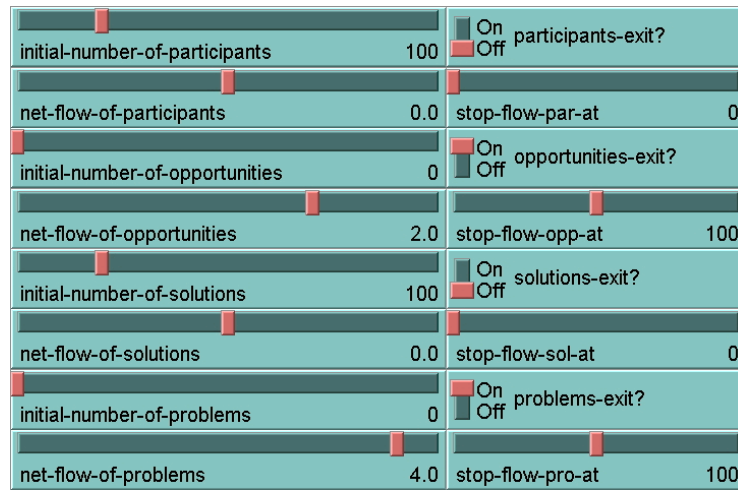 initial-number-of-participants 100
On
Off
participants-exit?
net-flow-of-participants 0.0
stop-flow-par-at 0
initial-number-of-opportunities 0
On
Off
opportunities-exit?
net-flow-of-opportunities 2.0
stop-flow-opp-at 100
initial-number-of-solutions 100
On
Off
solutions-exit?
net-flow-of-solutions 0.0
stop-flow-sol-at 0
initial-number-of-problems 0
On
Off
problems-exit?
net-flow-of-problems 4.0
stop-flow-pro-at 100